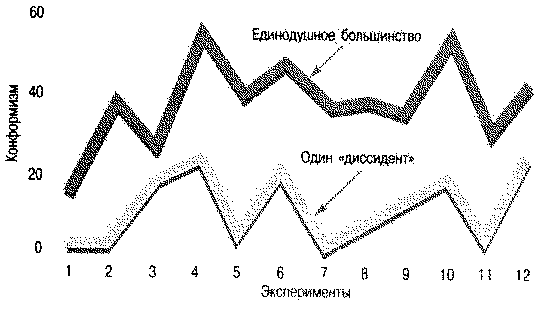 60
Единодушное большинство
Конформизм
40
20
Один «диссидент»
0
1 2 3 4 5 6 7 8 9 10 11 12
Эксперименты